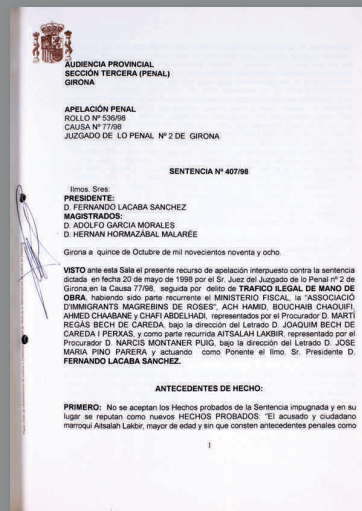 AUDIENCIA PROVINCIAL
SECCIÓN TERCERA (PENAL)
GIRONA
APELACIÓN PENAL
ROLLO Nº 536/98
CAUSA Nº 77/98
JUZGADO DE LO PENAL Nº 2 DE GIRONA
SENTENCIA Nº 407/98
Ilmos. Sres:
PRESIDENTE:
D. FERNANDO LACABA SANCHEZ
MAGISTRADOS:
D. ADOLFO GARCIA MORALES
D. HERNAN HORMAZÁBAL MALARÉE
Girona a quince de Octubre de mil novecientos noventa y ocho.
VISTO ante esta Sala el presente recurso de apelación interpuesto contra la sentencia
dictada en fecha 20 de mayo de 1998 por el Sr. Juez del Juzgado de lo Penal nº 2 de
Girona,en la Causa 77/98, seguida por delito de TRAFICO ILEGAL DE MANO DE
OBRA, habiendo sido parte recurrente el MINISTERIO FISCAL, la "ASSOCIACIÓ
D'IMMIGRANTS MAGREBINS DE ROSES", ACH HAMID, BOUCHAIB CHAOUIFI,
AHMED CHAABANE y CHAFI ABDELHADI, representados por el Procurador D. MARTÍ
REGÀS BECH DE CAREDA, bajo la dirección del Letrado D. JOAQUIM BECH DE
CAREDA I PERXAS, y como parte recurrida AITSALAH LAKBIR, representado por el
Procurador D. NARCIS MONTANER PUIG, bajo la dirección del Letrado D. JOSE
MARIA PINO PARERA y actuando como Ponente el Ilmo. Sr. Presidente D.
FERNANDO LACABA SANCHEZ.
ANTECEDENTES DE HECHO:
PRIMERO: No se aceptan los Hechos probados de la Sentencia impugnada y en su
lugar se reputan como nuevos HECHOS PROBADOS: "El acusado y ciudadano
marroquí Aitsalah Lakbir, mayor de edad y sin que consten antecedentes penales como
1